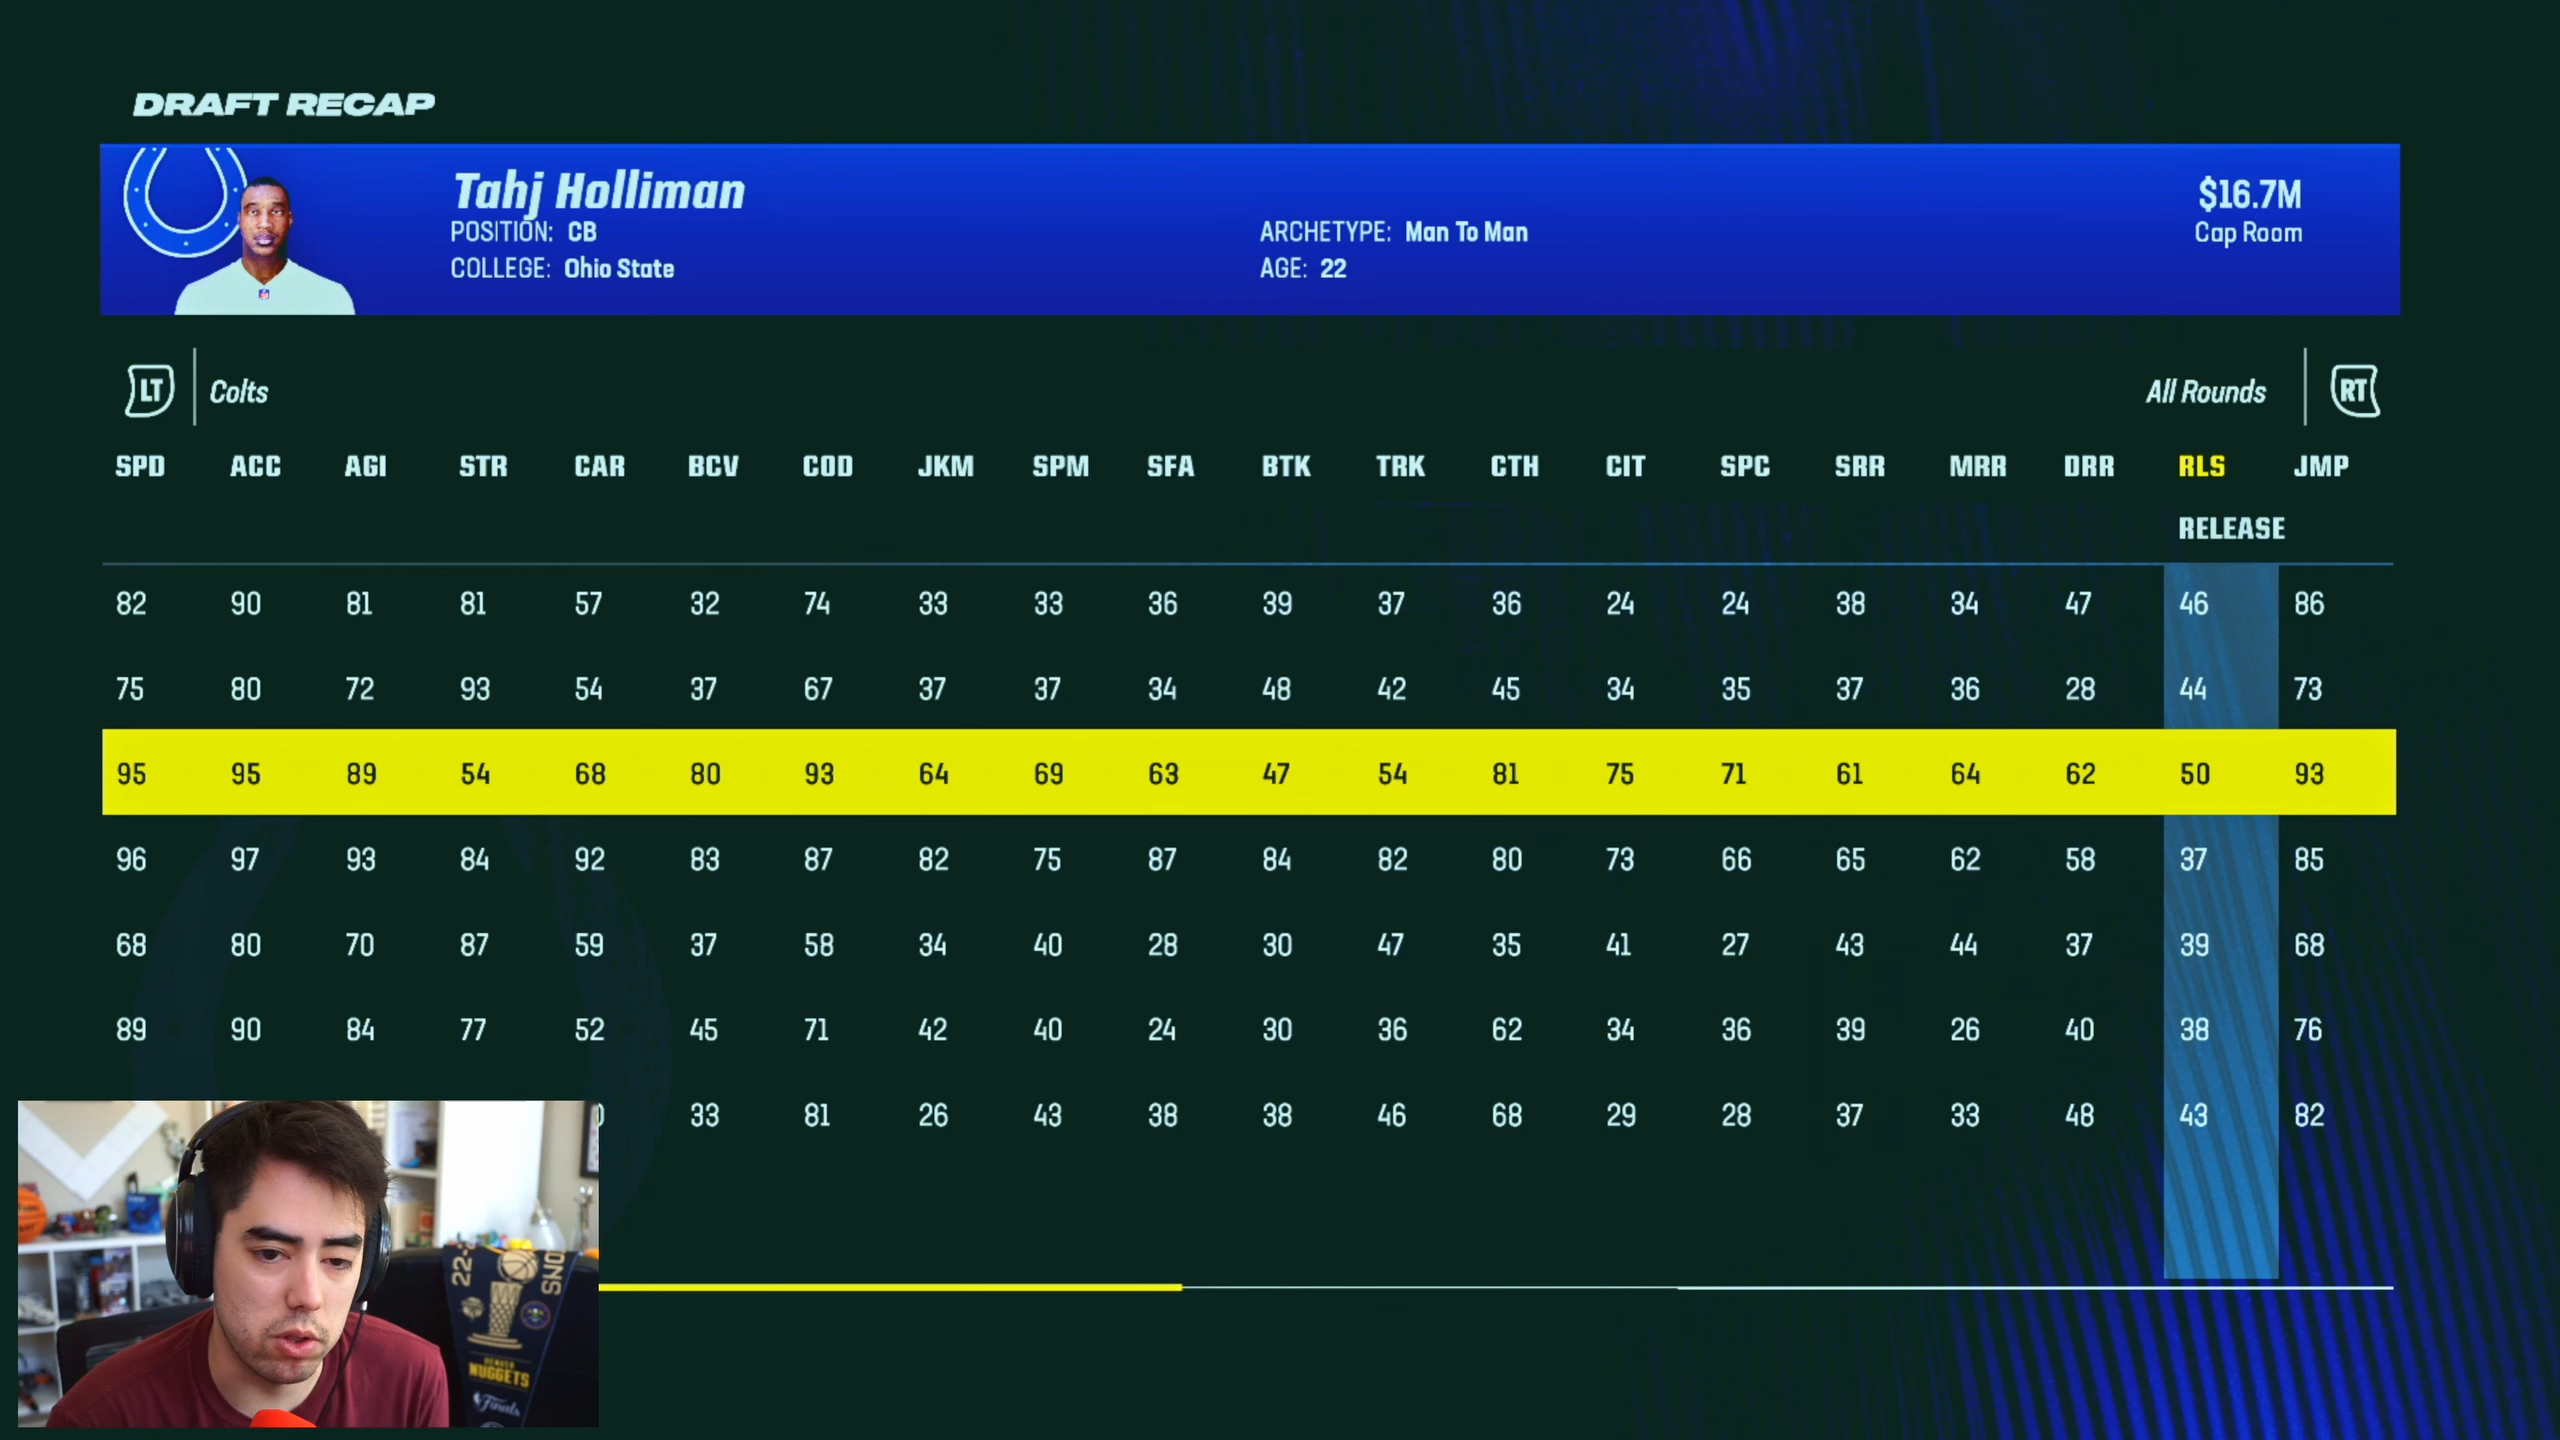 DRAFT RECAP
Tahj Holliman
POSITION: CB
COLLEGE: Ohio State
ARCHETYPE: Man To Man
AGE: 22
$16.7M
Cap Room
LT Colts
All Rounds RT
SPD ACC AGI STR CAR BCV COD JKM SPM SFA BTK TRK CTH CIT SPC SRR MRR DRR RLS JMP
RELEASE
82 90 81 81 57 32 74 33 33 36 39 37 36 24 24 38 34 47 46 86
75 80 72 93 54 37 67 37 37 34 48 42 45 34 35 37 36 28 44 73
95 95 89 54 68 80 93 64 69 63 47 54 81 75 71 61 64 62 50 93
96 97 93 84 92 83 87 82 75 87 84 82 80 73 66 65 62 58 37 85
68 80 70 87 59 37 58 34 40 28 30 47 35 41 27 43 44 37 39 68
89 90 84 77 52 45 71 42 40 24 30 36 62 34 36 39 26 40 38 76
33 81 26 43 38 38 46 68 29 28 37 33 48 43 82
22-
ONS
DENVER
NUGGETS
Finals